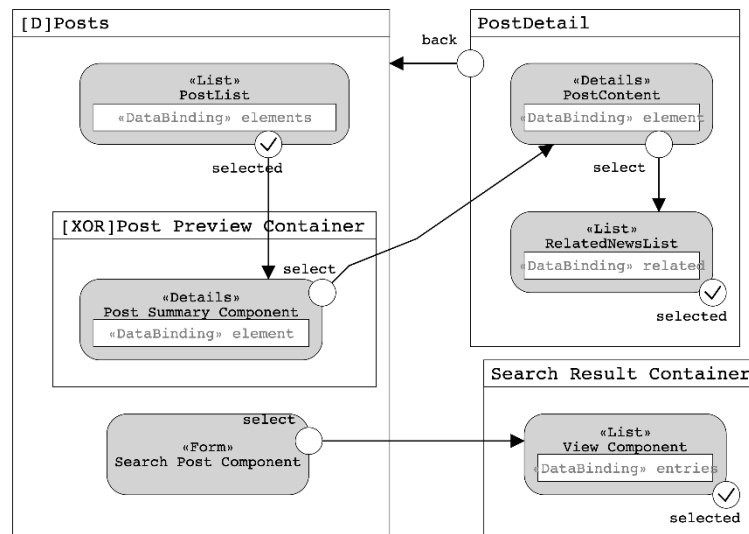 [D]Posts
«List»
PostList
«DataBinding» elements
selected
[XOR]Post Preview Container
select
«Details»
Post Summary Component
«DataBinding» element
select
«Form»
Search Post Component
back
PostDetail
«Details»
PostContent
«DataBinding» element
select
«List»
RelatedNewsList
«DataBinding» related
selected
Search Result Container
«List»
View Component
«DataBinding» entries
selected